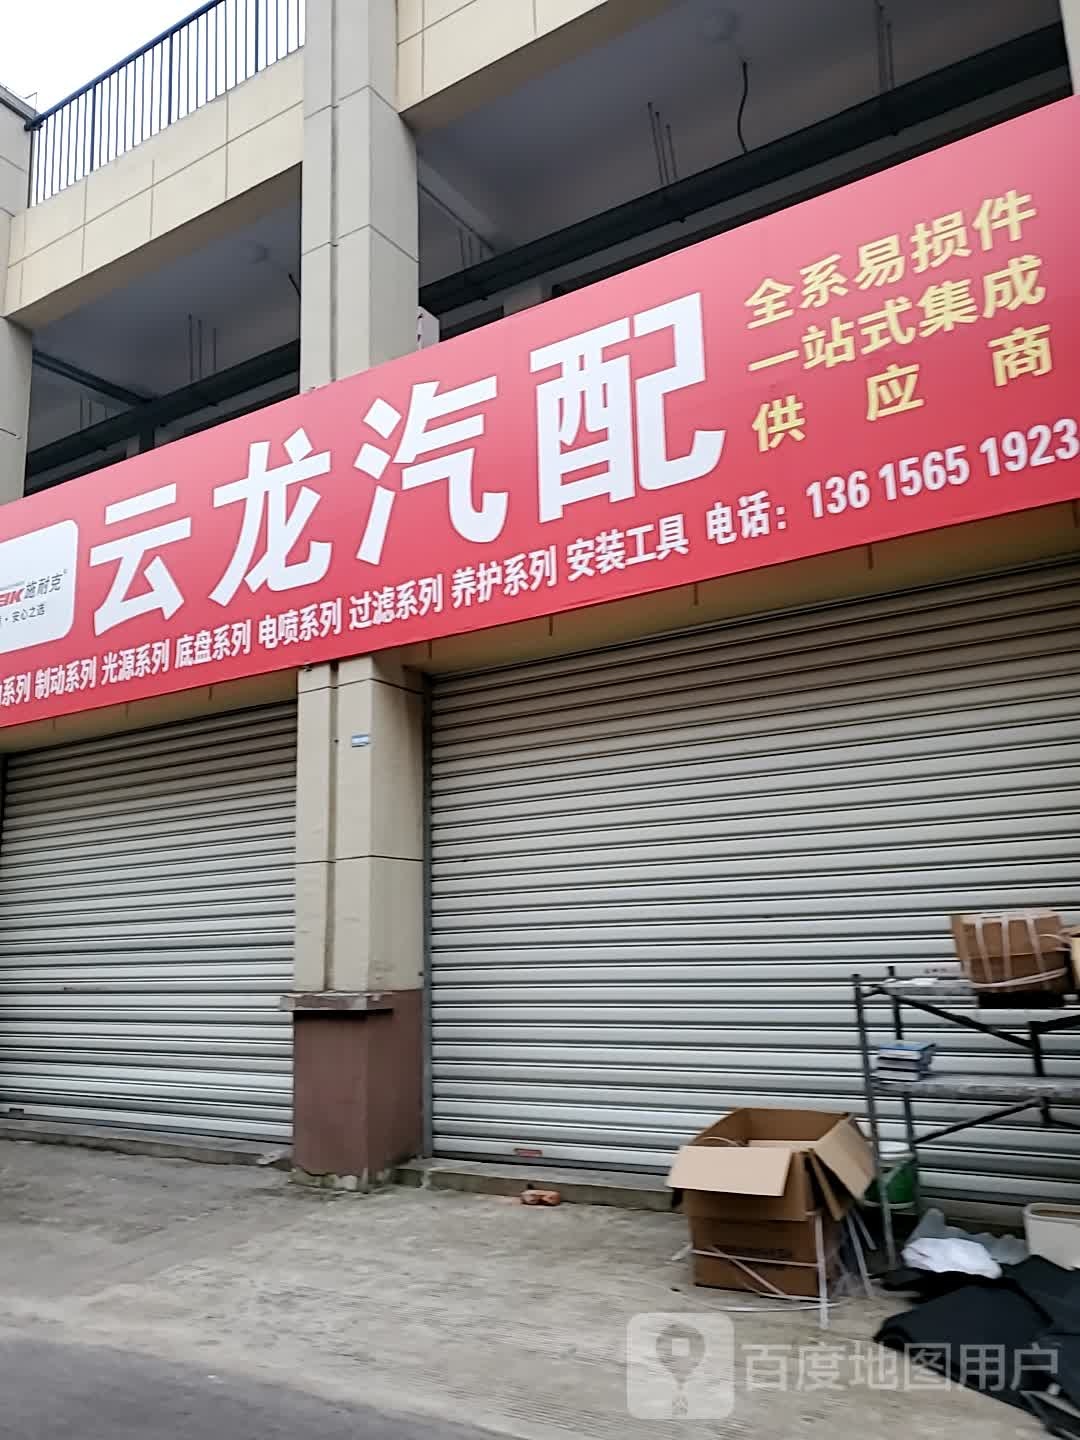 全系易损件
一站式集成
供应商
云龙汽配
施耐克®
安心之选
系列 制动系列 光源系列 底盘系列 电喷系列 过滤系列 养护系列 安装工具 电话：136 1565 1923
百度地图用户